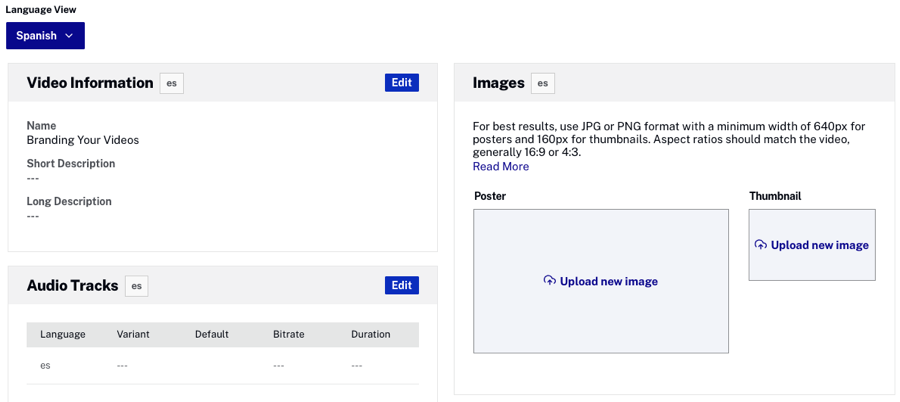 Language View
Spanish
Video Information es Edit
Name
Branding Your Videos
Short Description
---
Long Description
---
Audio Tracks es Edit
Language Variant Default Bitrate Duration
es --- --- ---
Images es
For best results, use JPG or PNG format with a minimum width of 640px for
posters and 160px for thumbnails. Aspect ratios should match the video,
generally 16:9 or 4:3.
Read More
Poster Thumbnail
Upload new image
Upload new image